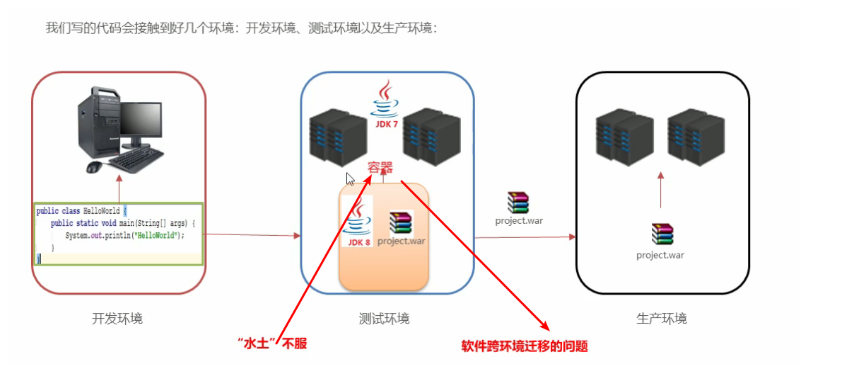 我们写的代码会接触到好几个环境：开发环境、测试环境以及生产环境：
JDK 7
容器
public class HelloWorld {
public static void main(String[] args) {
System.out.println("HelloWorld");
}
}
JDK 8
project.war
project.war
project.war
开发环境
测试环境
生产环境
“水土”不服
软件跨环境迁移的问题